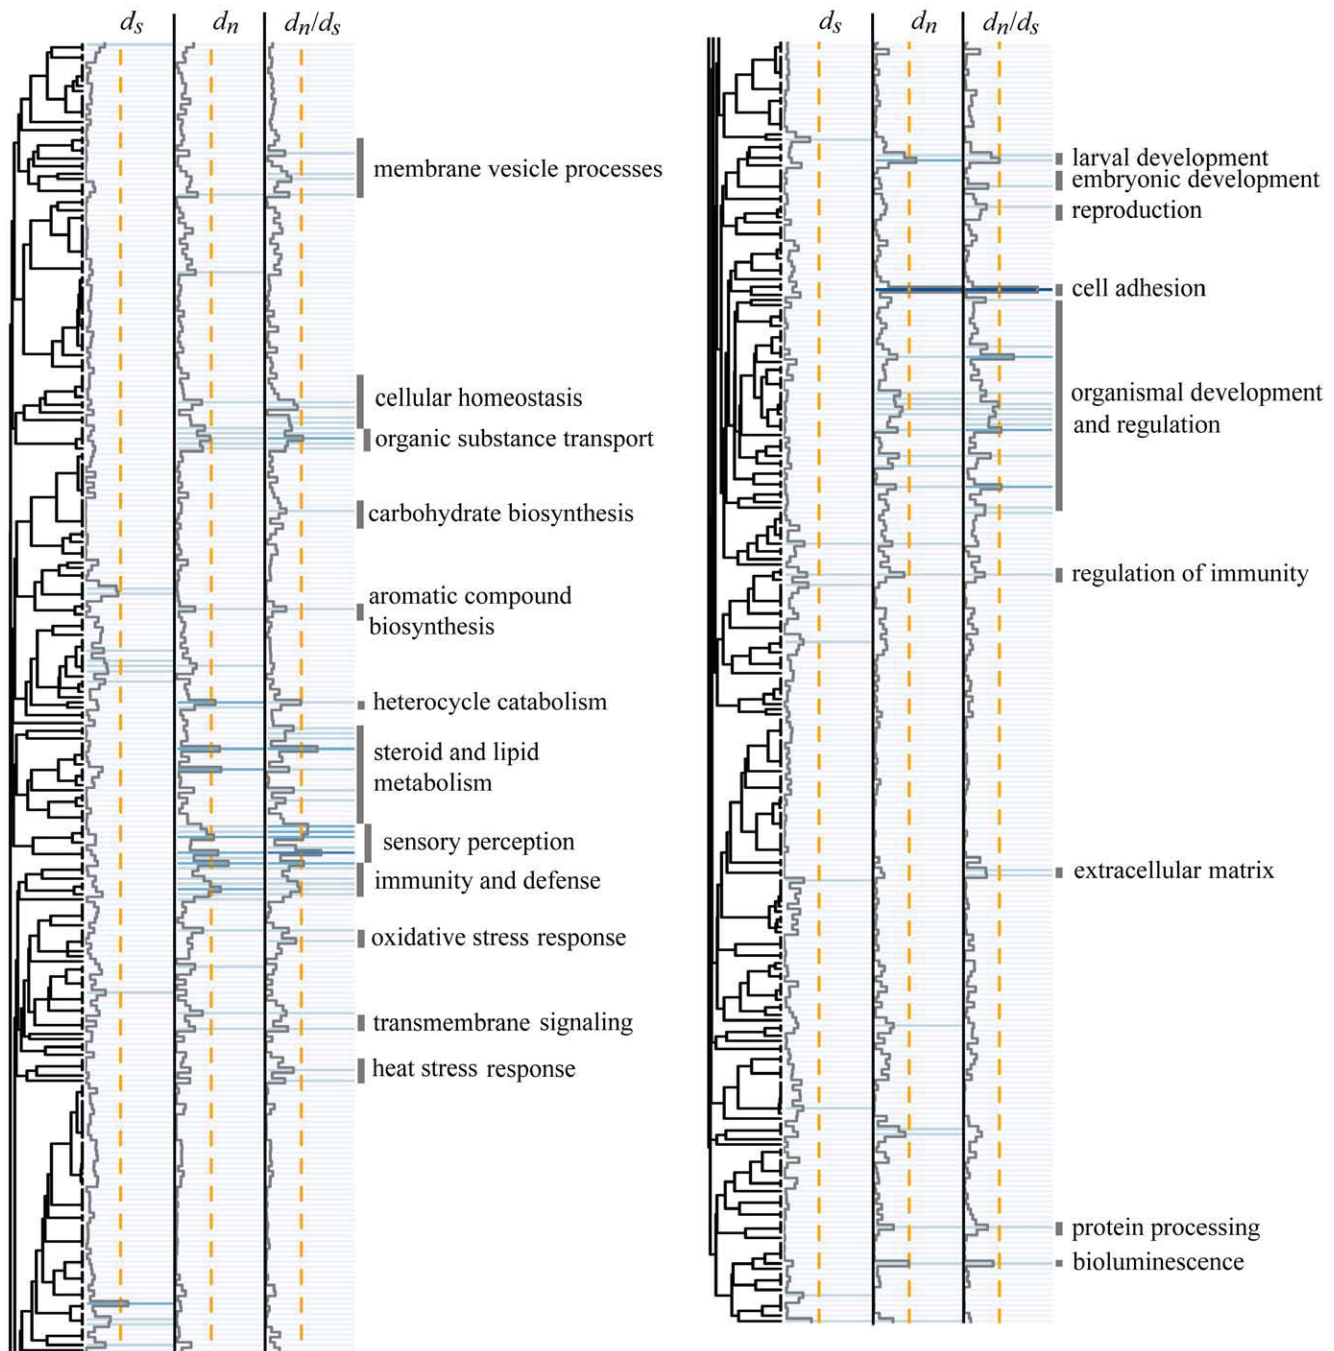 ds dn dn/ds
membrane vesicle processes
cellular homeostasis
organic substance transport
carbohydrate biosynthesis
aromatic compound
biosynthesis
heterocycle catabolism
steroid and lipid
metabolism
sensory perception
immunity and defense
oxidative stress response
transmembrane signaling
heat stress response
ds dn dn/ds
larval development
embryonic development
reproduction
cell adhesion
organismal development
and regulation
regulation of immunity
extracellular matrix
protein processing
bioluminescence